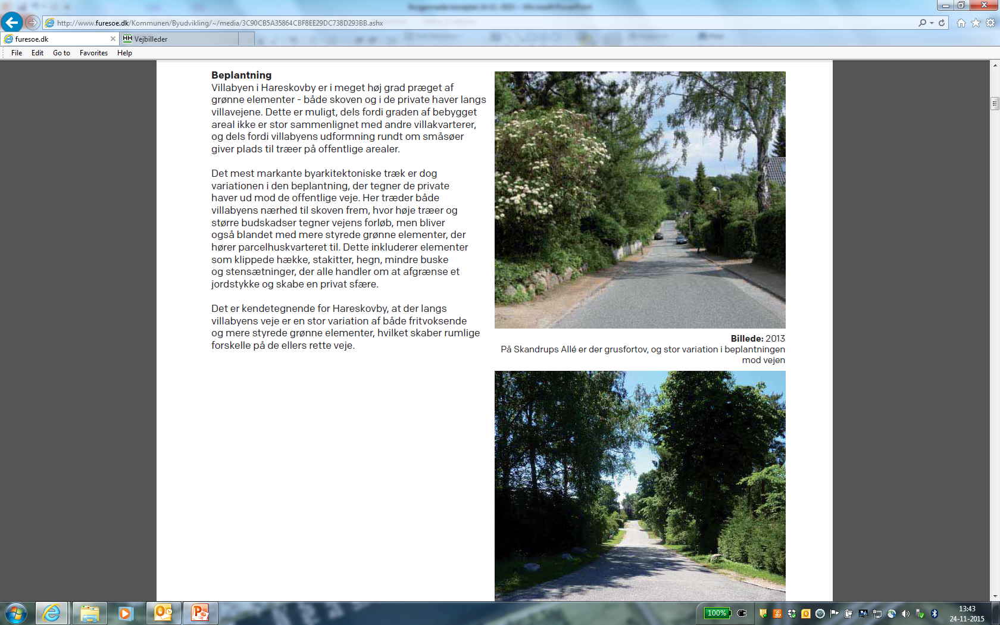 http://www.furesoe.dk/Kommunen/Byudvikling/~/media/3C90CB5A35864CBF8EE29DC738D293BB.ashx
furesoe.dk
HH Vejbilleder
File Edit Go to Favorites Help
Beplantning
Villabyen i Hareskovby er i meget høj grad præget af
grønne elementer - både skoven og i de private haver langs
villavejene. Dette er muligt, dels fordi graden af bebygget
areal ikke er stor sammenlignet med andre villakvarterer,
og dels fordi villabyens udformning rundt om småsøer
giver plads til træer på offentlige arealer.
Det mest markante byarkitektoniske træk er dog
variationen i den beplantning, der tegner de private
haver ud mod de offentlige veje. Her træder både
villabyens nærhed til skoven frem, hvor høje træer og
større budskadser tegner vejens forløb, men bliver
også blandet med mere styrede grønne elementer, der
hører parcelhuskvarteret til. Dette inkluderer elementer
som klippede hække, stakitter, hegn, mindre buske
og stensætninger, der alle handler om at afgrænse et
jordstykke og skabe en privat sfære.
Det er kendetegnende for Hareskovby, at der langs
villabyens veje er en stor variation af både fritvoksende
og mere styrede grønne elementer, hvilket skaber rumlige
forskelle på de ellers rette veje.
Billede: 2013
På Skandrups Allé er der grusfortov, og stor variation i beplantningen
mod vejen
100%
13:43
24-11-2015